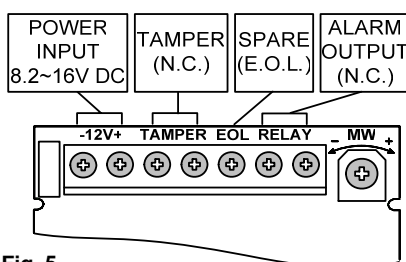 POWER
INPUT
8.2~16V DC
TAMPER
(N.C.)
SPARE
(E.O.L.)
ALARM
OUTPUT
(N.C.)
-12V+ TAMPER EOL RELAY - MW +
Fig. 5